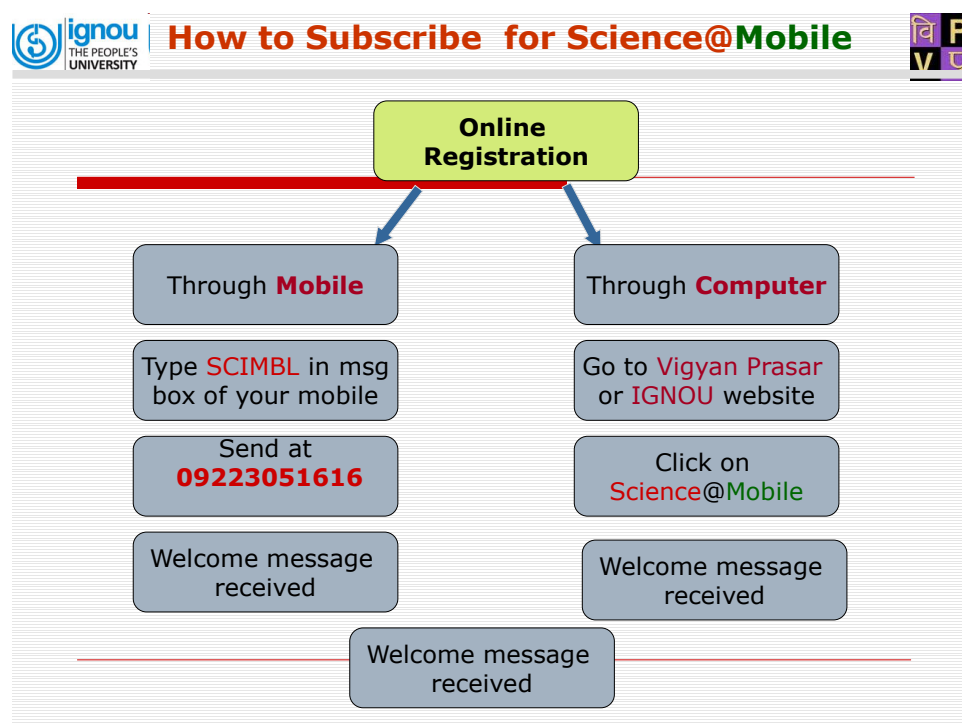 ignou
THE PEOPLE'S
UNIVERSITY
How to Subscribe for Science@Mobile
वि
V
Online
Registration
Through Mobile
Type SCIMBL in msg
box of your mobile
Send at
09223051616
Welcome message
received
Through Computer
Go to Vigyan Prasar
or IGNOU website
Click on
Science@Mobile
Welcome message
received
Welcome message
received